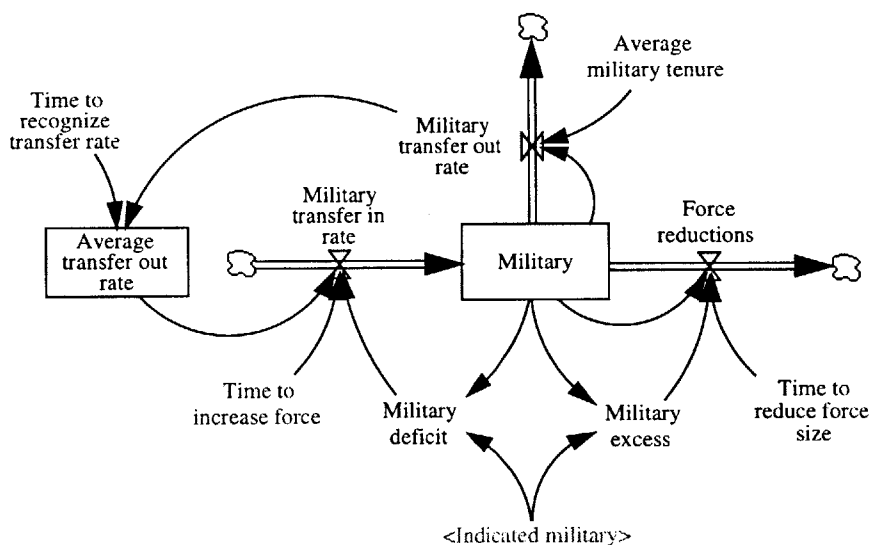 Average
military tenure
Time to
recognize
transfer rate
Military
transfer out
rate
Military
transfer in
rate
Force
reductions
Average
transfer out
rate
Military
Time to
increase force
Military
deficit
Military
excess
Time to
reduce force
size
<Indicated military>